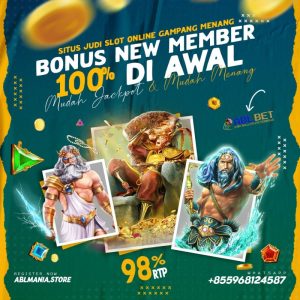 SITUS JUDI SLOT ONLINE GAMPANG MENANG
BONUS NEW MEMBER
100% DI AWAL
Mudah Jackpot & Mudah Menang
ABLBET
98% RTP
REGISTER NOW
ABLMANIA.STORE
WHATSAPP
+855968124587